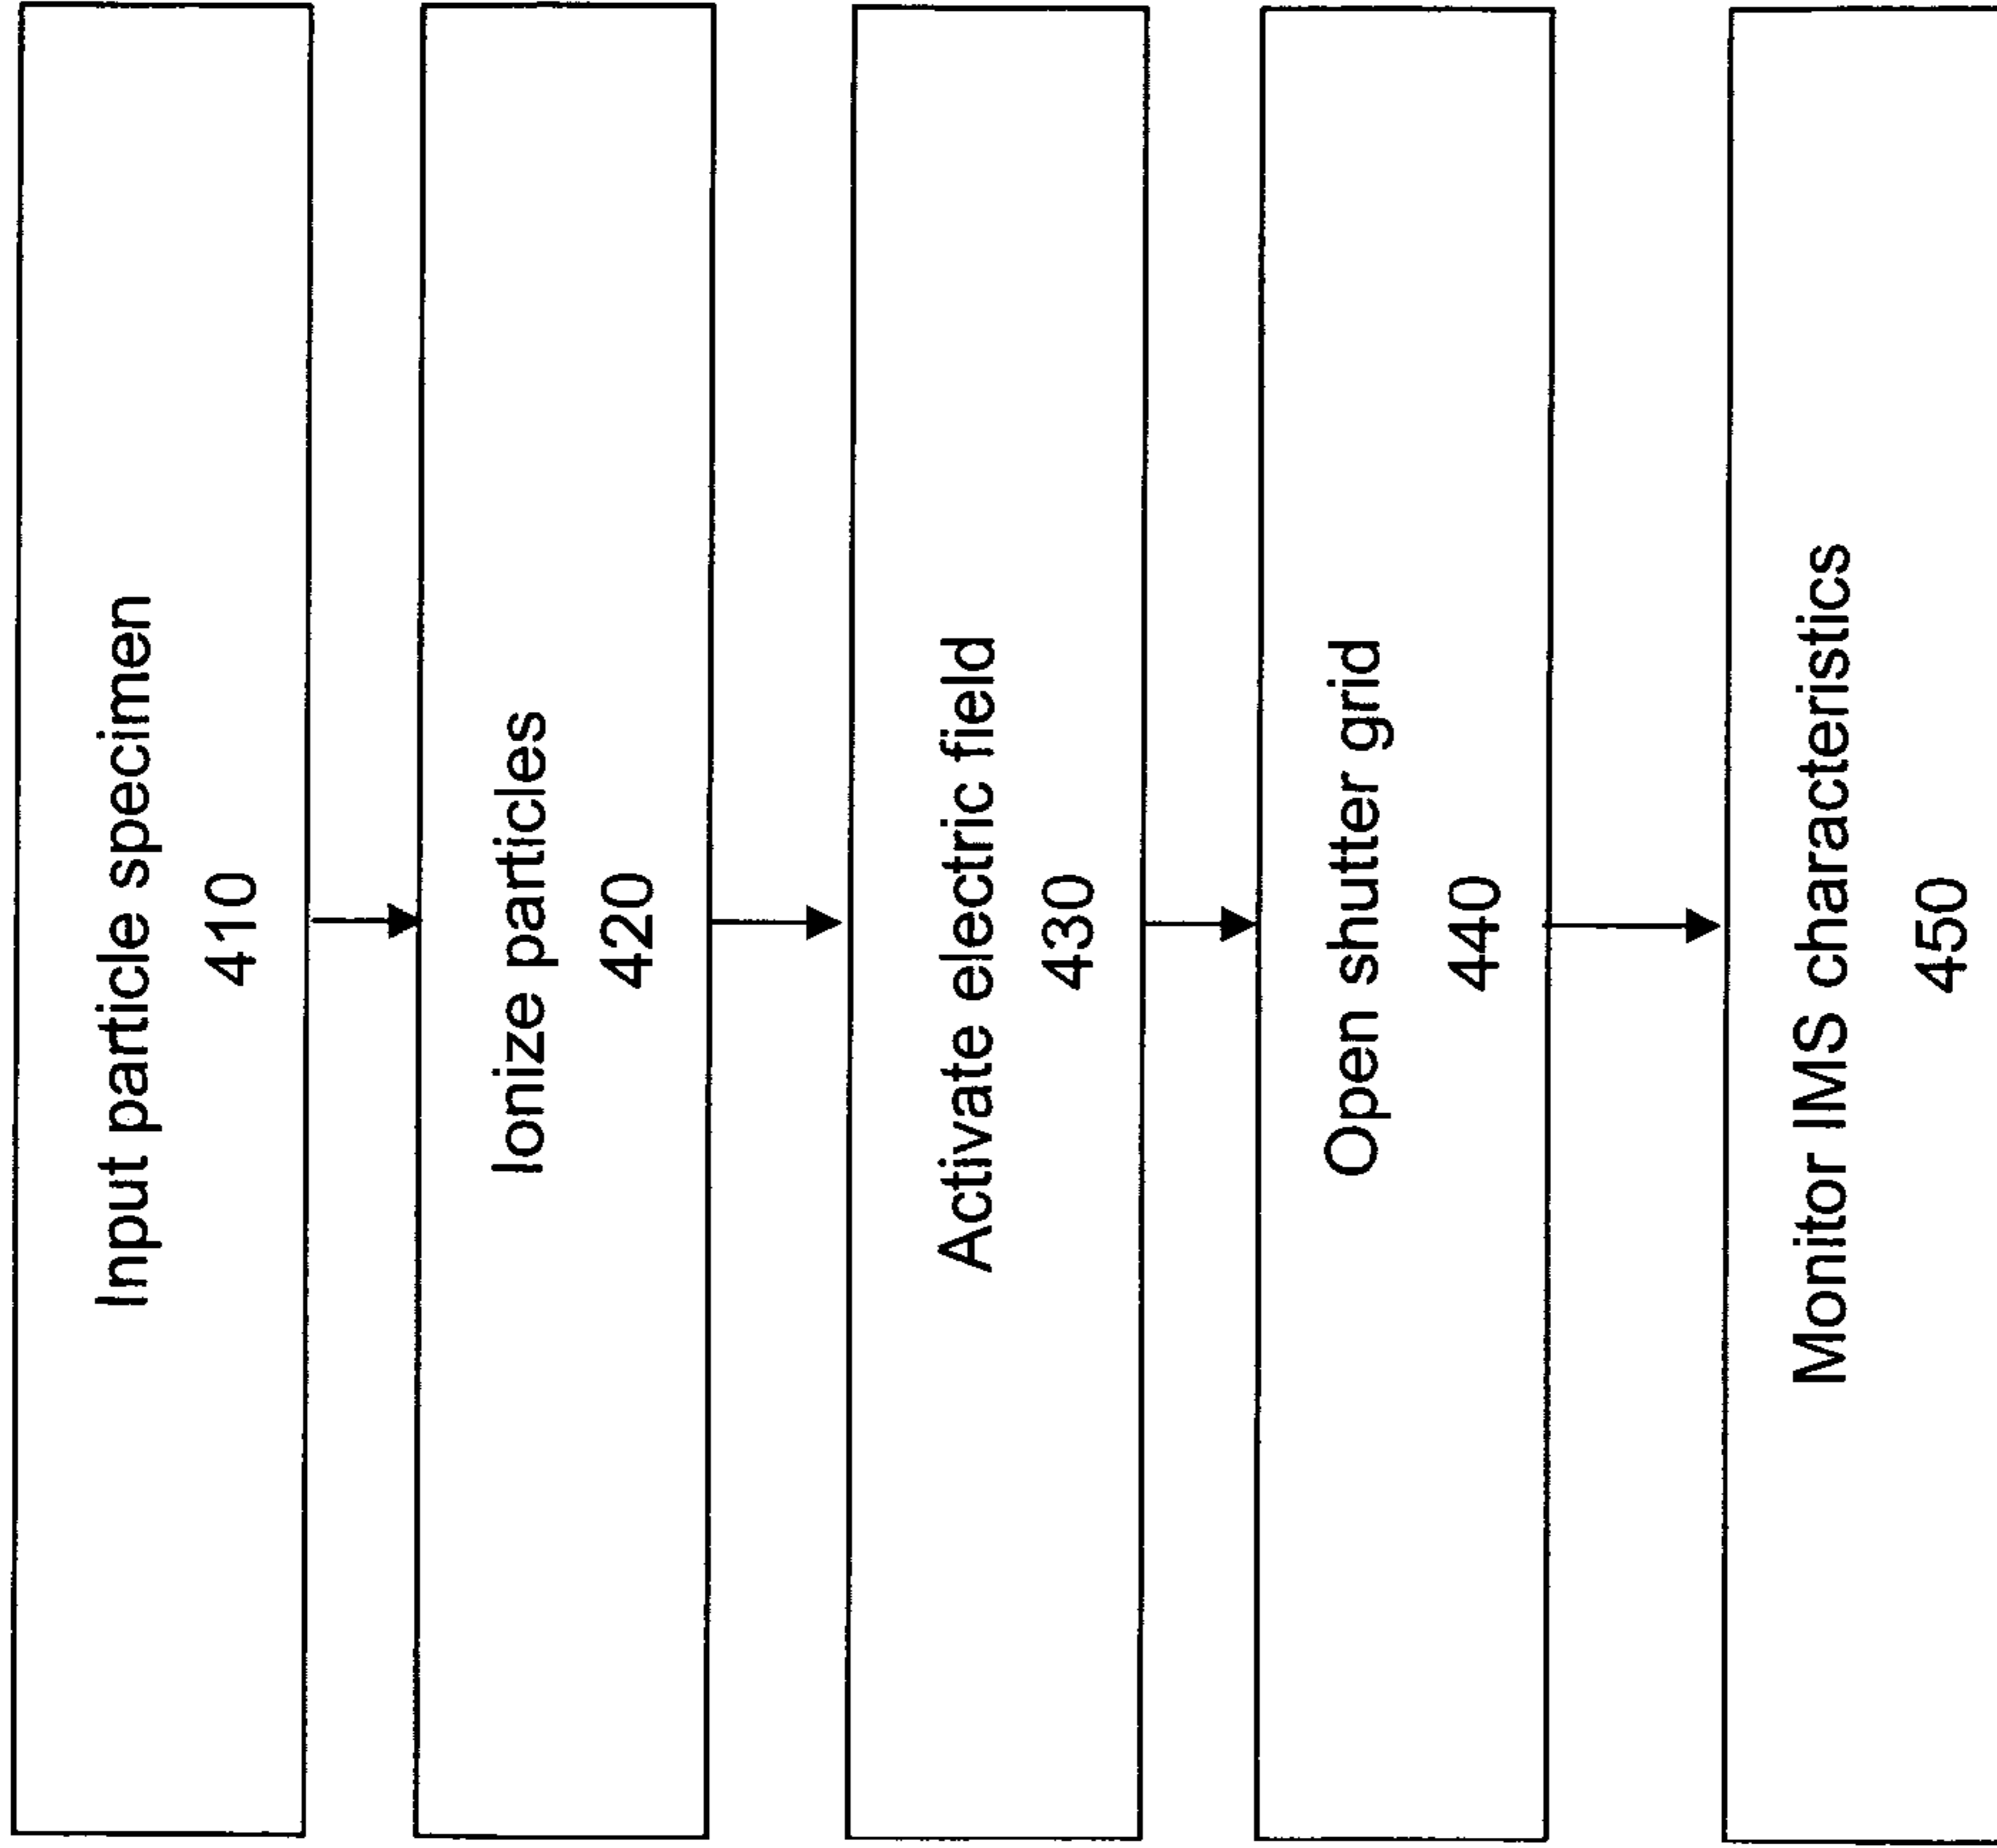 Input particle specimen
410
Ionize particles
420
Activate electric field
430
Open shutter grid
440
Monitor IMS characteristics
450